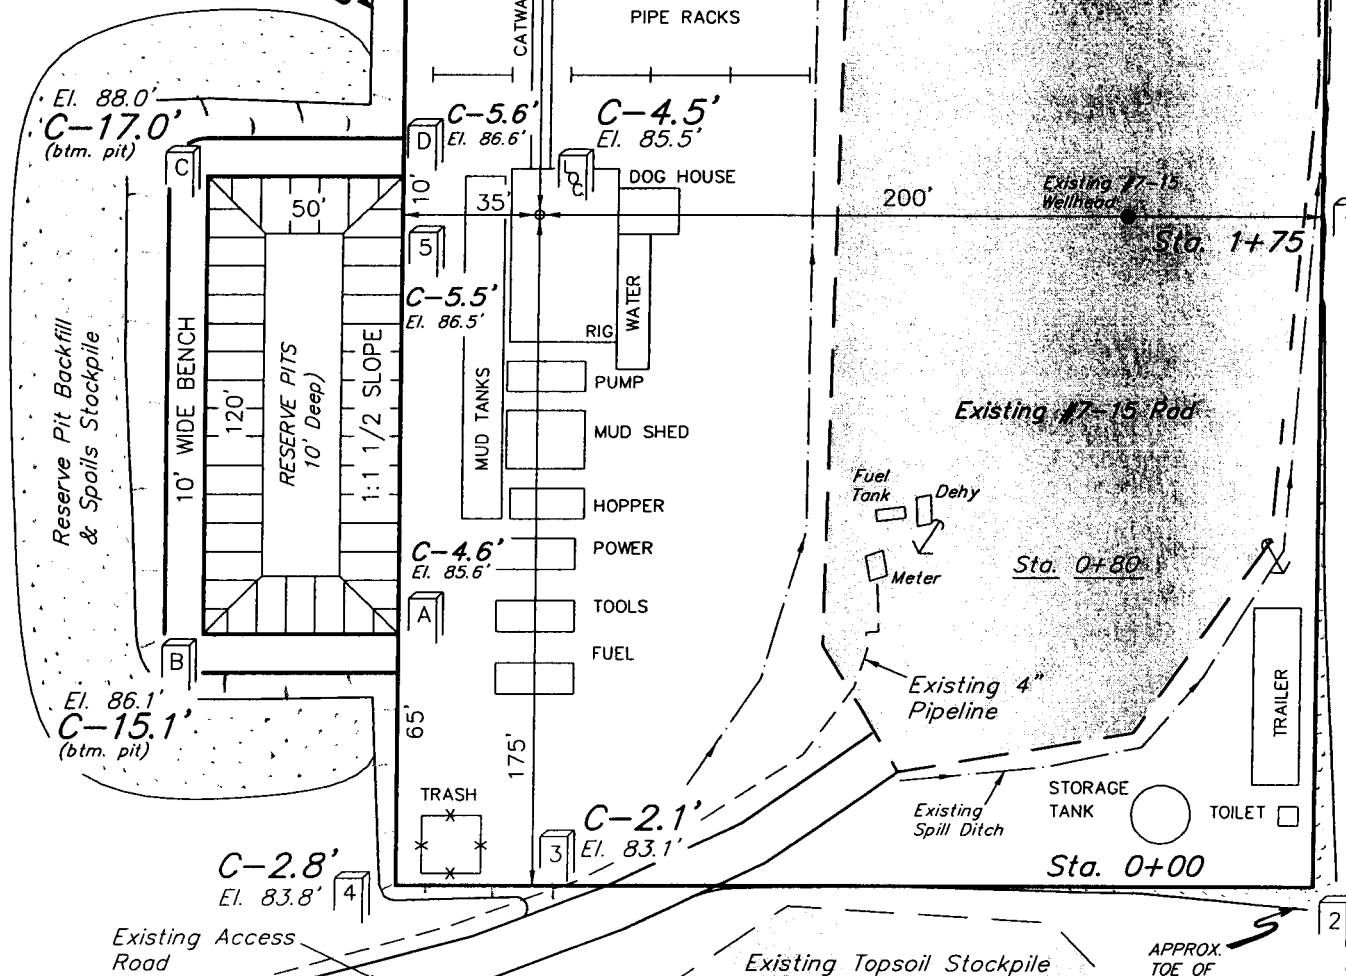 CATWA
PIPE RACKS
El. 88.0'
C-17.0'
(btm. pit)
C
D
C-5.6'
El. 86.6'
C-4.5'
El. 85.5'
LOC
DOG HOUSE
10'
35'
50'
200'
Existing #7-15
Wellhead
Sta. 1+75
5
C-5.5'
El. 86.5'
RIG
WATER
Reserve Pit Backfill
& Spoils Stockpile
10' WIDE BENCH
120'
RESERVE PITS
10' Deep)
1:1 1/2 SLOPE
MUD TANKS
PUMP
MUD SHED
HOPPER
POWER
TOOLS
FUEL
Existing #7-15 Pad
Fuel
Tank
Dehy
Meter
Sta. 0+80
C-4.6'
El. 85.6'
A
B
El. 86.1'
C-15.1'
(btm. pit)
65'
175'
Existing 4"
Pipeline
TRAILER
TRASH
C-2.1'
El. 83.1'
3
Existing
Spill Ditch
STORAGE
TANK
TOILET
Sta. 0+00
C-2.8'
El. 83.8'
4
2
Existing Access
Road
Existing Topsoil Stockpile
APPROX.
TOE OF